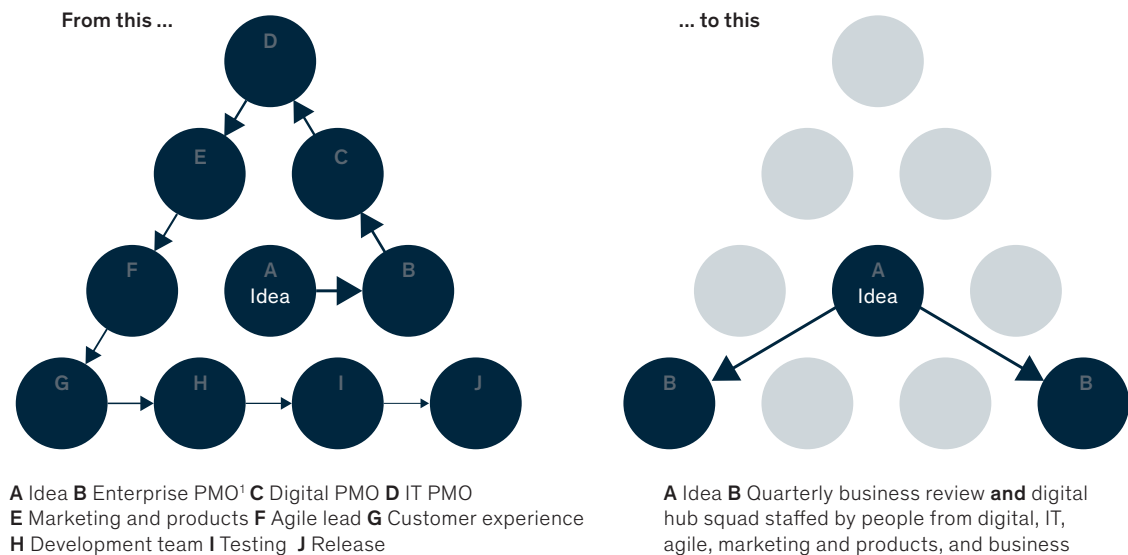 From this ...
D
E
C
F
A
Idea
B
G
H
I
J
A Idea B Enterprise PMO¹ C Digital PMO D IT PMO
E Marketing and products F Agile lead G Customer experience
H Development team I Testing J Release
... to this
A
Idea
B
B
A Idea B Quarterly business review and digital
hub squad staffed by people from digital, IT,
agile, marketing and products, and business